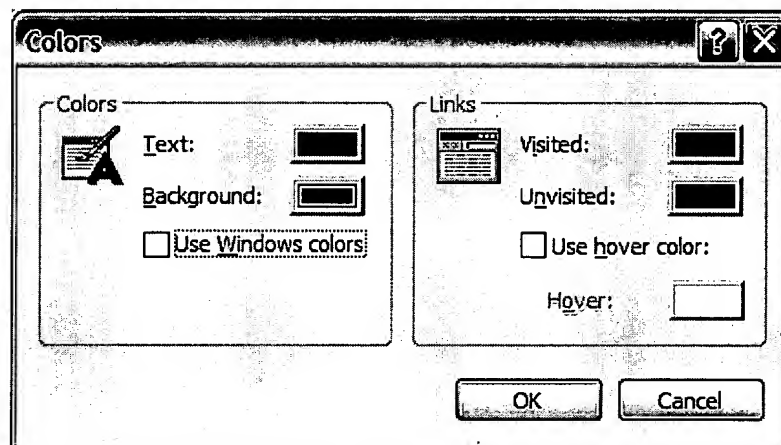 Colors
Colors
Text:
Background:
Use Windows colors
Links
Visited:
Unvisited:
Use hover color:
Hover:
OK
Cancel